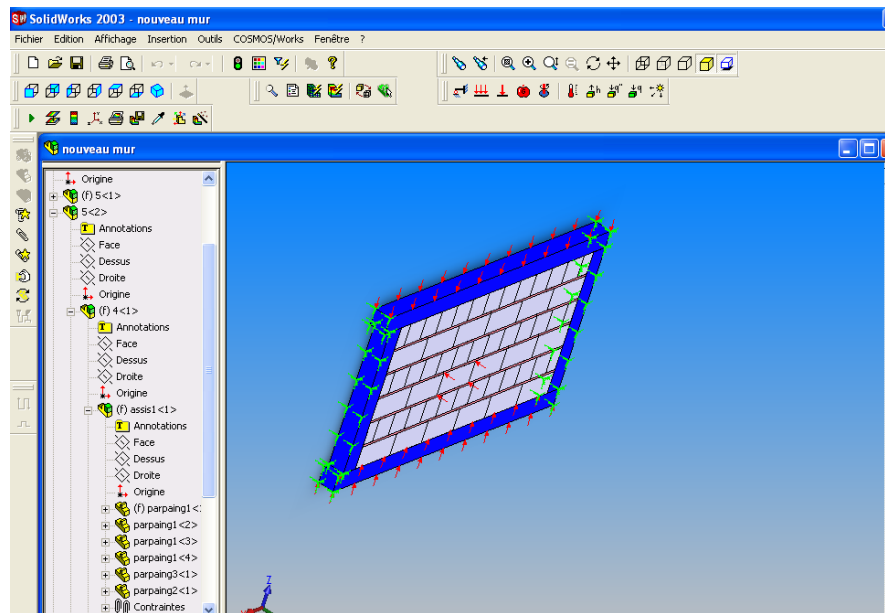 SolidWorks 2003 - nouveau mur
Fichier Edition Affichage Insertion Outils COSMOS/Works Fenêtre ?
nouveau mur
Origine
(f) 5<1>
5<2>
Annotations
Face
Dessus
Droite
Origine
(f) 4<1>
Annotations
Face
Dessus
Droite
Origine
(f) assis1<1>
Annotations
Face
Dessus
Droite
Origine
(f) parpaing1<
parpaing1<2>
parpaing1<3>
parpaing1<4>
parpaing3<1>
parpaing2<1>
Contraintes
Z